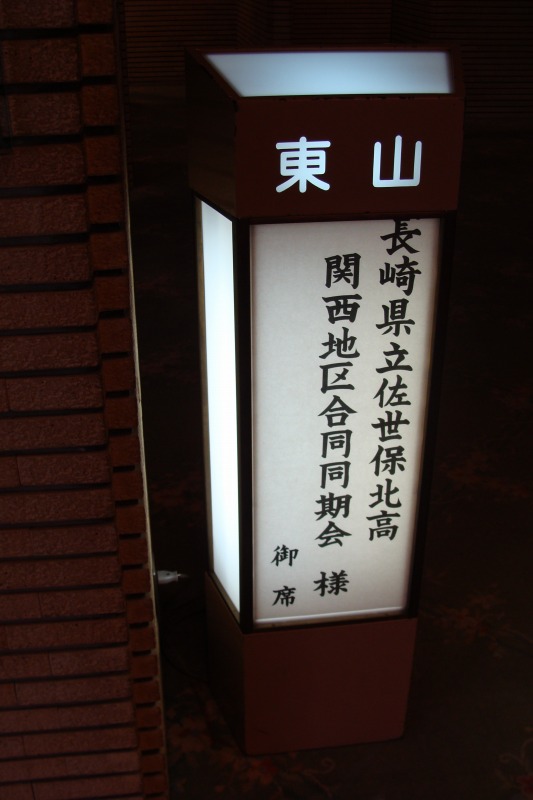 東山
長崎県立佐世保北高
関西地区合同同期会 様
御席